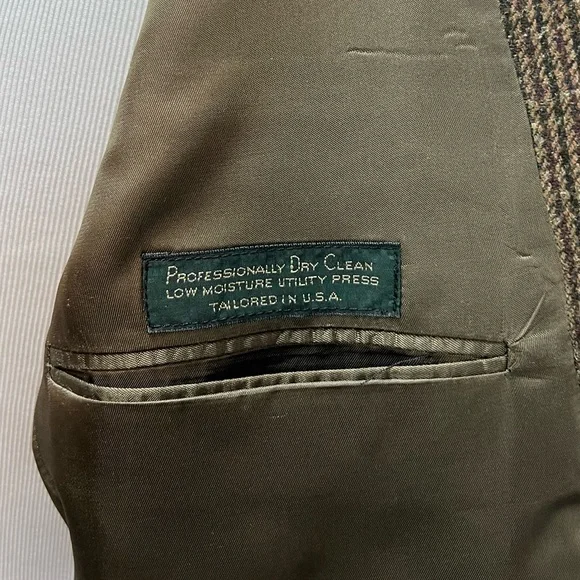 PROFESSIONALLY DRY CLEAN
LOW MOISTURE UTILITY PRESS
TAILORED IN U.S.A.